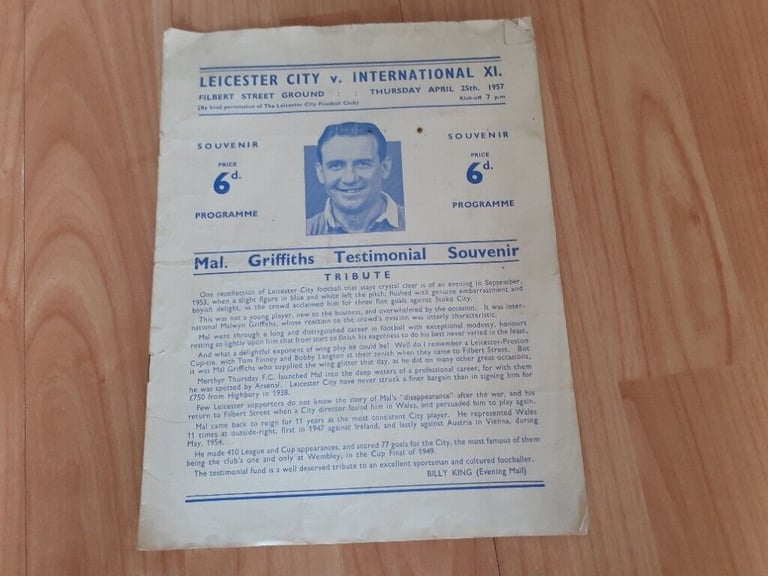 LEICESTER CITY v. INTERNATIONAL XI.
FILBERT STREET GROUND : : THURSDAY APRIL 25th. 1957
(By kind permission of The Leicester City Football Club) Kick-off 7 p.m
SOUVENIR SOUVENIR
PRICE PRICE
6d. 6d.
PROGRAMME PROGRAMME
Mal. Griffiths Testimonial Souvenir
TRIBUTE
One recollection of Leicester City football that stays crystal clear is of an evening in September,
1953, when a slight figure in blue and white left the pitch, flushed with genuine embarrassment and
boyish delight, as the crowd acclaimed him for three fine goals against Stoke City.
This was not a young player, new to the business, and overwhelmed by the occasion. It was inter-
national Malwyn Griffiths, whose reaction to the crowd's ovation was utterly characteristic.
Mal went through a long and distinguished career in football with exceptional modesty, honours
resting so lightly upon him that from start to finish his eagerness to do his best never varied in the least.
And what a delightful exponent of wing play he could be! Well do I remember a Leicester-Preston
Cup-tie, with Tom Finney and Bobby Langton at their zenith when they came to Filbert Street. But
it was Mal Griffiths who supplied the wing glitter that day, as he did on many other great occasions,
Merthyr Thursday F.C. launched Mal into the deep waters of a professional career, for with them
he was spotted by Arsenal. Leicester City have never struck a finer bargain than in signing him for
£750 from Highbury in 1938.
Few Leicester supporters do not know the story of Mal's "disappearance" after the war, and his
return to Filbert Street when a City director found him in Wales, and persuaded him to play again.
Mal came back to reign for 11 years as the most consistent City player. He represented Wales
11 times at outside-right, first in 1947 against Ireland, and lastly against Austria in Vienna, during
May, 1954.
He made 410 League and Cup appearances, and scored 77 goals for the City, the most famous of them
being the club's one and only at Wembley, in the Cup Final of 1949.
The testimonial fund is a well deserved tribute to an excellent sportsman and cultured footballer.
BILLY KING (Evening Mail)